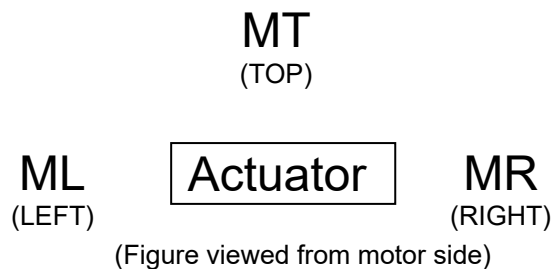 MT
(TOP)
ML Actuator MR
(LEFT) (RIGHT)
(Figure viewed from motor side)